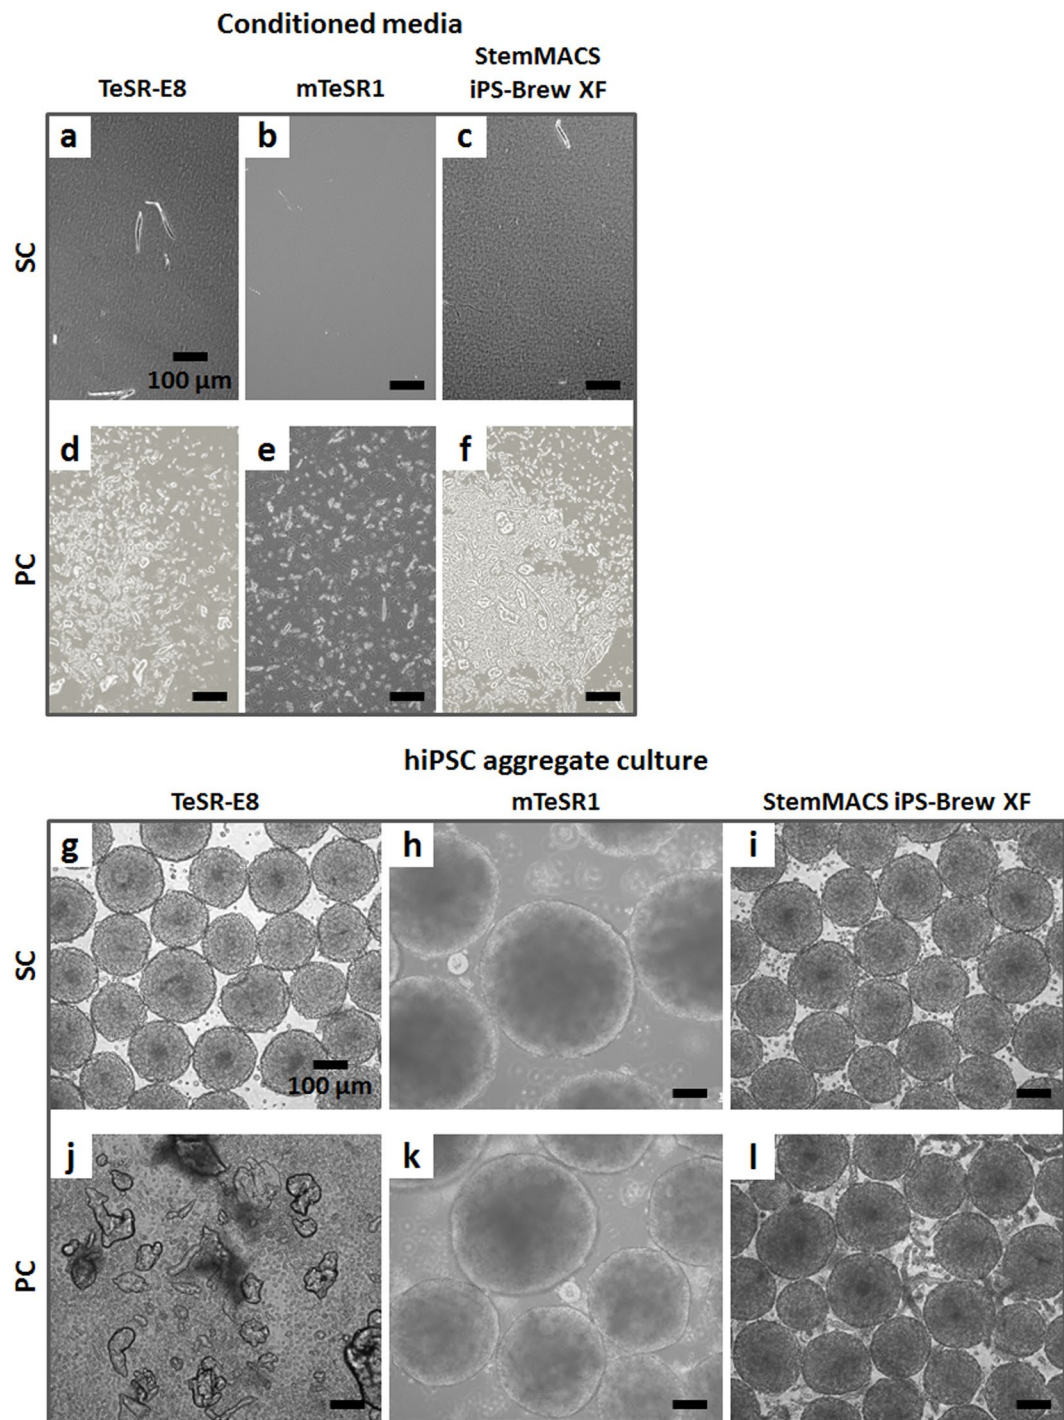 Conditioned media
TeSR-E8
mTeSR1
StemMACS
iPS-Brew XF
SC
a
b
c
100 µm
PC
d
e
f
hiPSC aggregate culture
TeSR-E8
mTeSR1
StemMACS iPS-Brew XF
SC
g
h
i
100 µm
PC
j
k
l